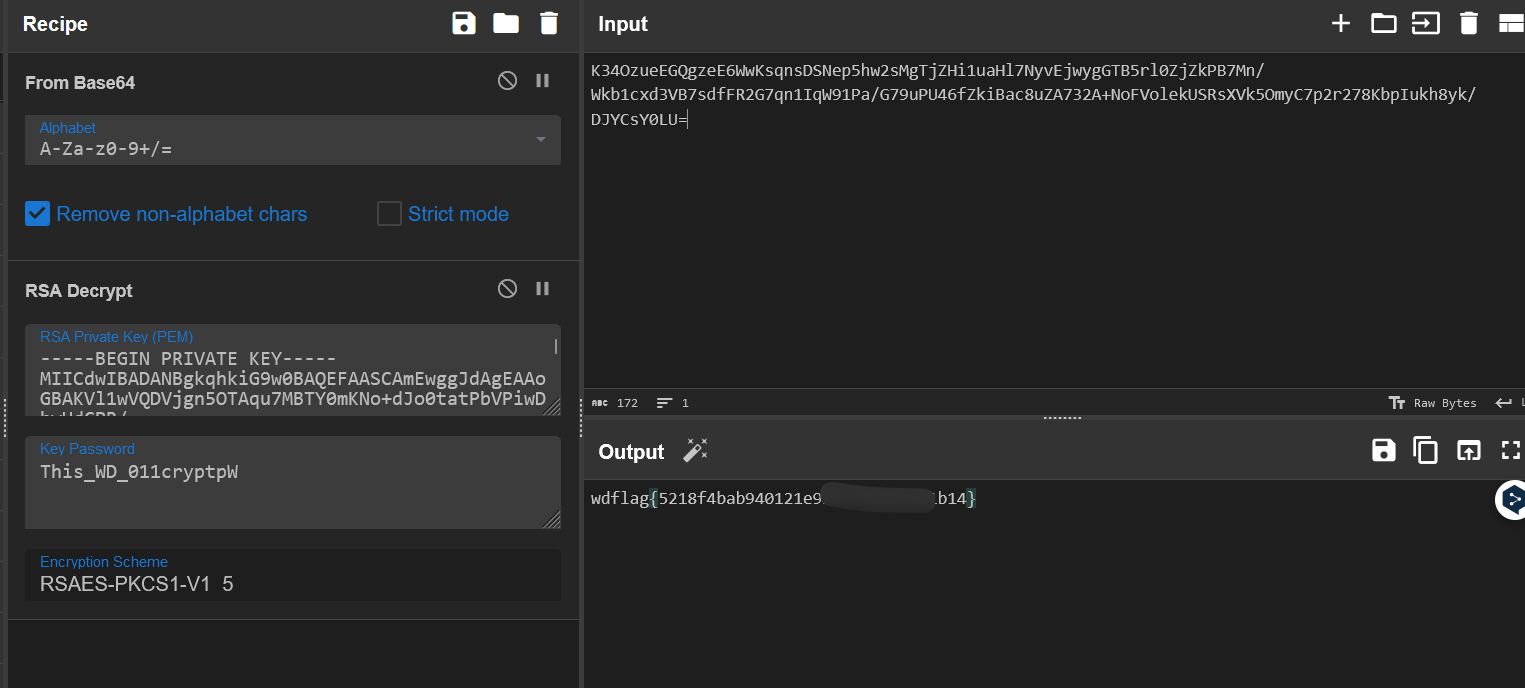 Recipe
From Base64
Alphabet
A-Za-z0-9+/=
Remove non-alphabet chars
Strict mode
RSA Decrypt
RSA Private Key (PEM)
-----BEGIN PRIVATE KEY-----
MIICdwIBADANBgkqhkiG9w0BAQEFAASCAmEwggJdAgEAAo
GBAKVl1wVQDVjgn5OTAqu7MBTY0mKNo+dJo0tatPbVPiwD
Key Password
This_WD_011cryptpW
Encryption Scheme
RSAES-PKCS1-V1_5
Input
K34OzueEGQgzeE6WwKsqnsDSNep5hw2sMgTjZHi1uaHl7NyvEjwygGTB5rl0ZjZkPB7Mn/
Wkb1cxd3VB7sdfFR2G7qn1IqW91Pa/G79uPU46fZkiBac8uZA732A+NoFVolekUSRsXVk5OmyC7p2r278KbpIukh8yk/
DJYCsY0LU=
ABC 172 1
Raw Bytes
Output
wdflag{5218f4bab940121e9 b14}